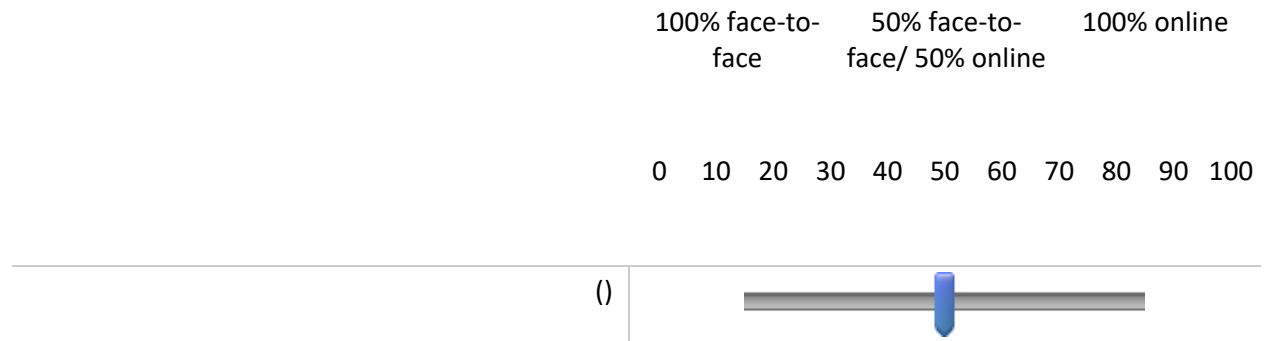 100% face-to-
face
50% face-to-
face/ 50% online
100% online
0 10 20 30 40 50 60 70 80 90 100
()